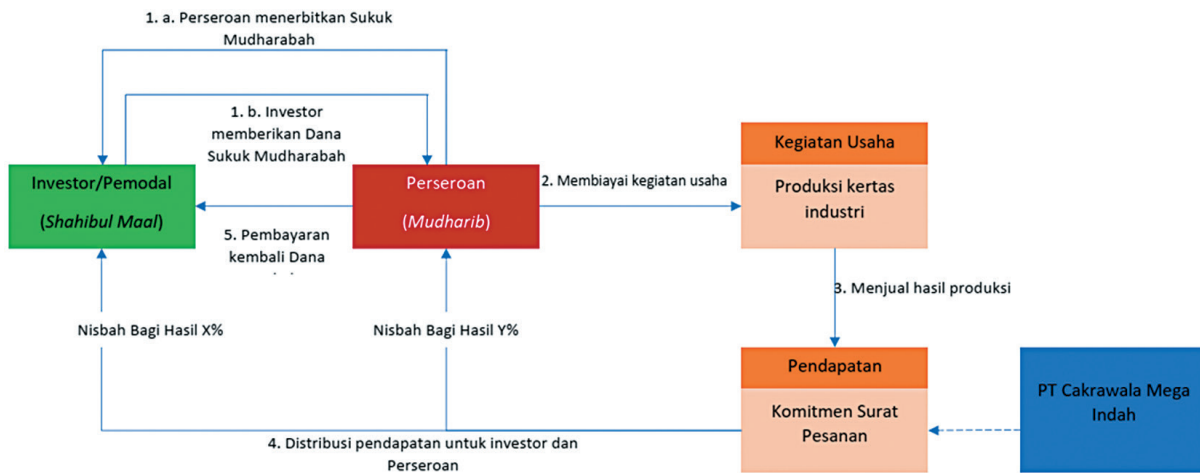 1. a. Perseroan menerbitkan Sukuk
Mudharabah
1. b. Investor
memberikan Dana
Sukuk Mudharabah
Investor/Pemodal
(Shahibul Maal)
Perseroan
(Mudharib)
2. Membiayai kegiatan usaha
Kegiatan Usaha
Produksi kertas
industri
5. Pembayaran
kembali Dana
3. Menjual hasil produksi
Nisbah Bagi Hasil X%
Nisbah Bagi Hasil Y%
Pendapatan
Komitmen Surat
Pesanan
PT Cakrawala Mega
Indah
4. Distribusi pendapatan untuk investor dan
Perseroan